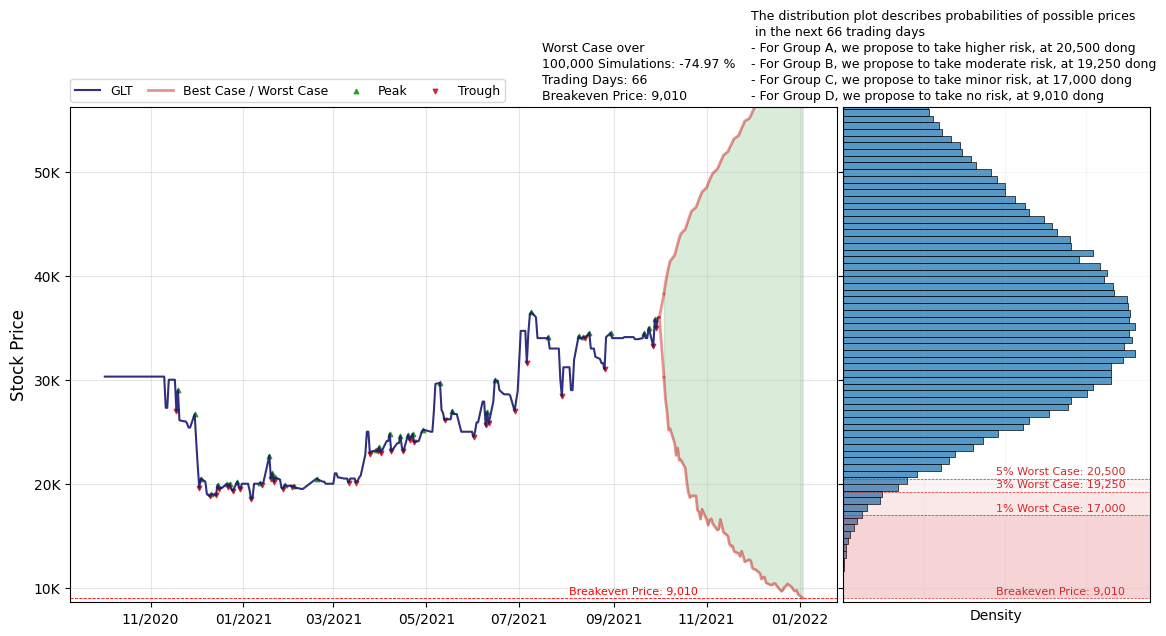 The distribution plot describes probabilities of possible prices
in the next 66 trading days
- For Group A, we propose to take higher risk, at 20,500 dong
- For Group B, we propose to take moderate risk, at 19,250 dong
- For Group C, we propose to take minor risk, at 17,000 dong
- For Group D, we propose to take no risk, at 9,010 dong
Worst Case over
100,000 Simulations: -74.97 %
Trading Days: 66
Breakeven Price: 9,010
GLT
Best Case / Worst Case
Peak
Trough
Stock Price
50K
40K
30K
20K
10K
Breakeven Price: 9,010
11/2020
01/2021
03/2021
05/2021
07/2021
09/2021
11/2021
01/2022
5% Worst Case: 20,500
3% Worst Case: 19,250
1% Worst Case: 17,000
Breakeven Price: 9,010
Density